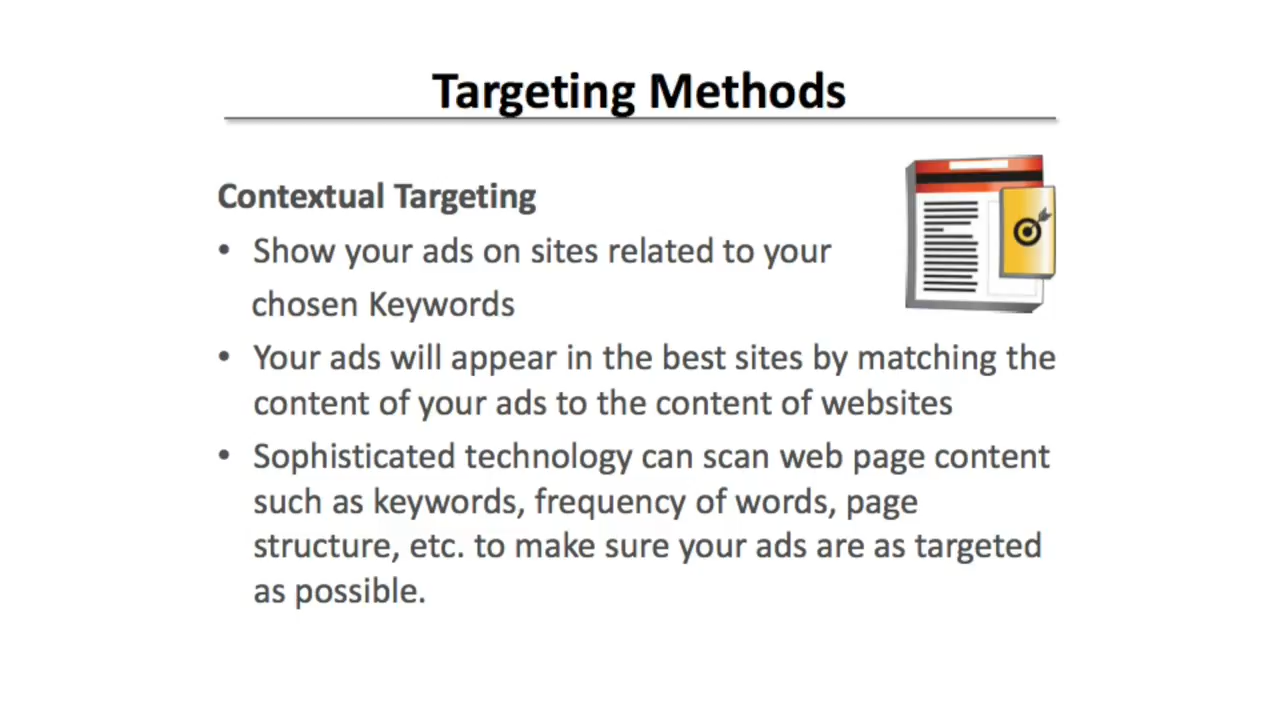 Targeting Methods
Contextual Targeting
• Show your ads on sites related to your
chosen Keywords
• Your ads will appear in the best sites by matching the
content of your ads to the content of websites
• Sophisticated technology can scan web page content
such as keywords, frequency of words, page
structure, etc. to make sure your ads are as targeted
as possible.